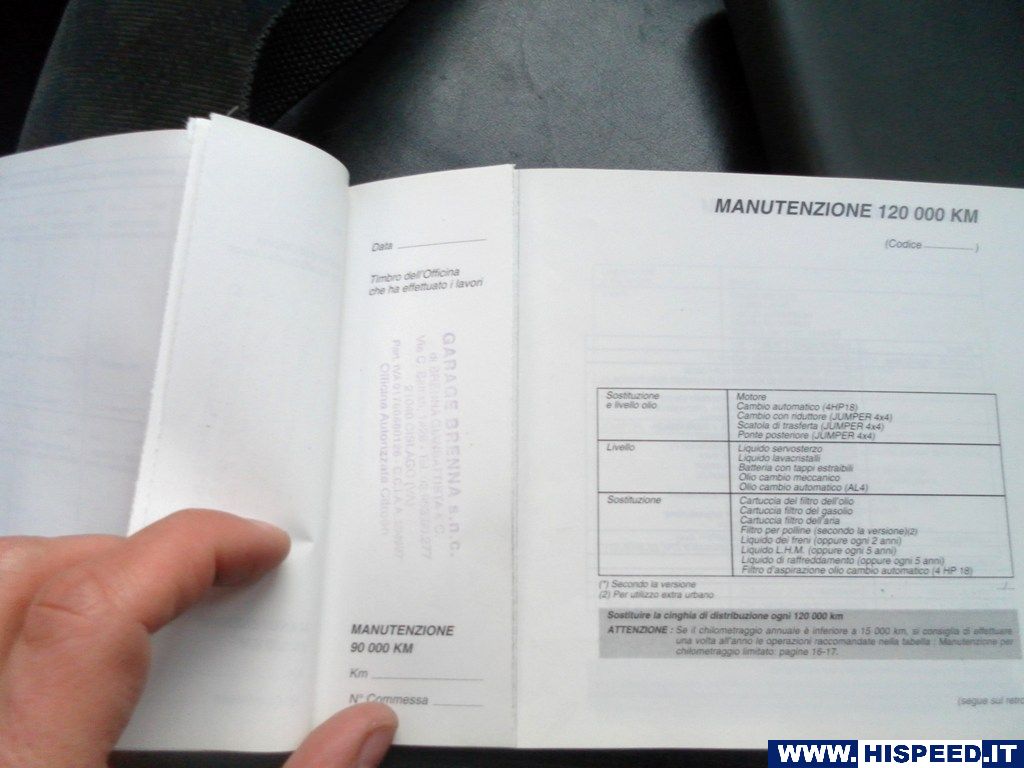 Data
Timbro dell'Officina
che ha effettuato i lavori
GARAGE BRENNA s.n.c.
Officina Autorizzata Citroën
MANUTENZIONE
90 000 KM
Km
N° Commessa
MANUTENZIONE 120 000 KM
(Codice )
Sostituzione
e livello olio
Motore
Cambio automatico (4HP18)
Cambio con riduttore (JUMPER 4x4)
Scatola di trasferta (JUMPER 4x4)
Ponte posteriore (JUMPER 4x4)
Livello
Liquido servosterzo
Liquido lavacristalli
Batteria con tappi estraibili
Olio cambio meccanico
Olio cambio automatico (AL4)
Sostituzione
Cartuccia del filtro dell'olio
Cartuccia filtro del gasolio
Cartuccia filtro dell'aria
Filtro per polline (secondo la versione)(2)
Liquido dei freni (oppure ogni 2 anni)
Liquido L.H.M. (oppure ogni 5 anni)
Liquido di raffreddamento (oppure ogni 5 anni)
Filtro d'aspirazione olio cambio automatico (4 HP 18)
(*) Secondo la versione
(2) Per utilizzo extra urbano
../..
Sostituire la cinghia di distribuzione ogni 120 000 km
ATTENZIONE : Se il chilometraggio annuale è inferiore a 15 000 km, si consiglia di effettuare
una volta all'anno le operazioni raccomandate nella tabella : Manutenzione per
chilometraggio limitato: pagine 16-17.
(segue sul retro
WWW.HISPEED.IT